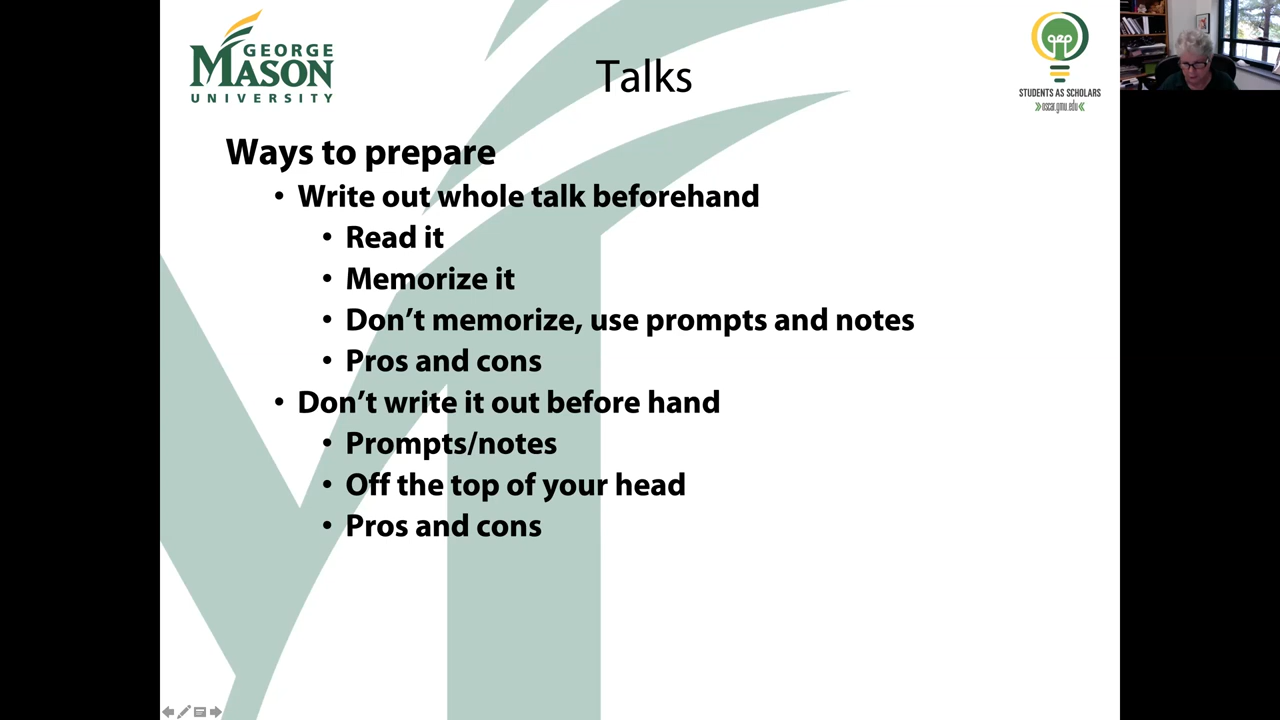 GEORGE
MASON
UNIVERSITY
Talks
STUDENTS AS SCHOLARS
oscar.gmu.edu
Ways to prepare
• Write out whole talk beforehand
• Read it
• Memorize it
• Don't memorize, use prompts and notes
• Pros and cons
• Don't write it out before hand
• Prompts/notes
• Off the top of your head
• Pros and cons